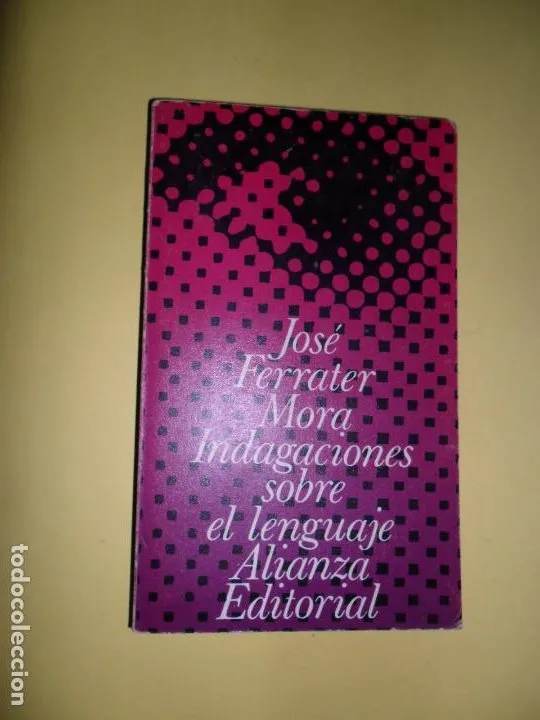 José
Ferrater
Mora
Indagaciones
sobre
el lenguaje
Alianza
Editorial
todocoleccion